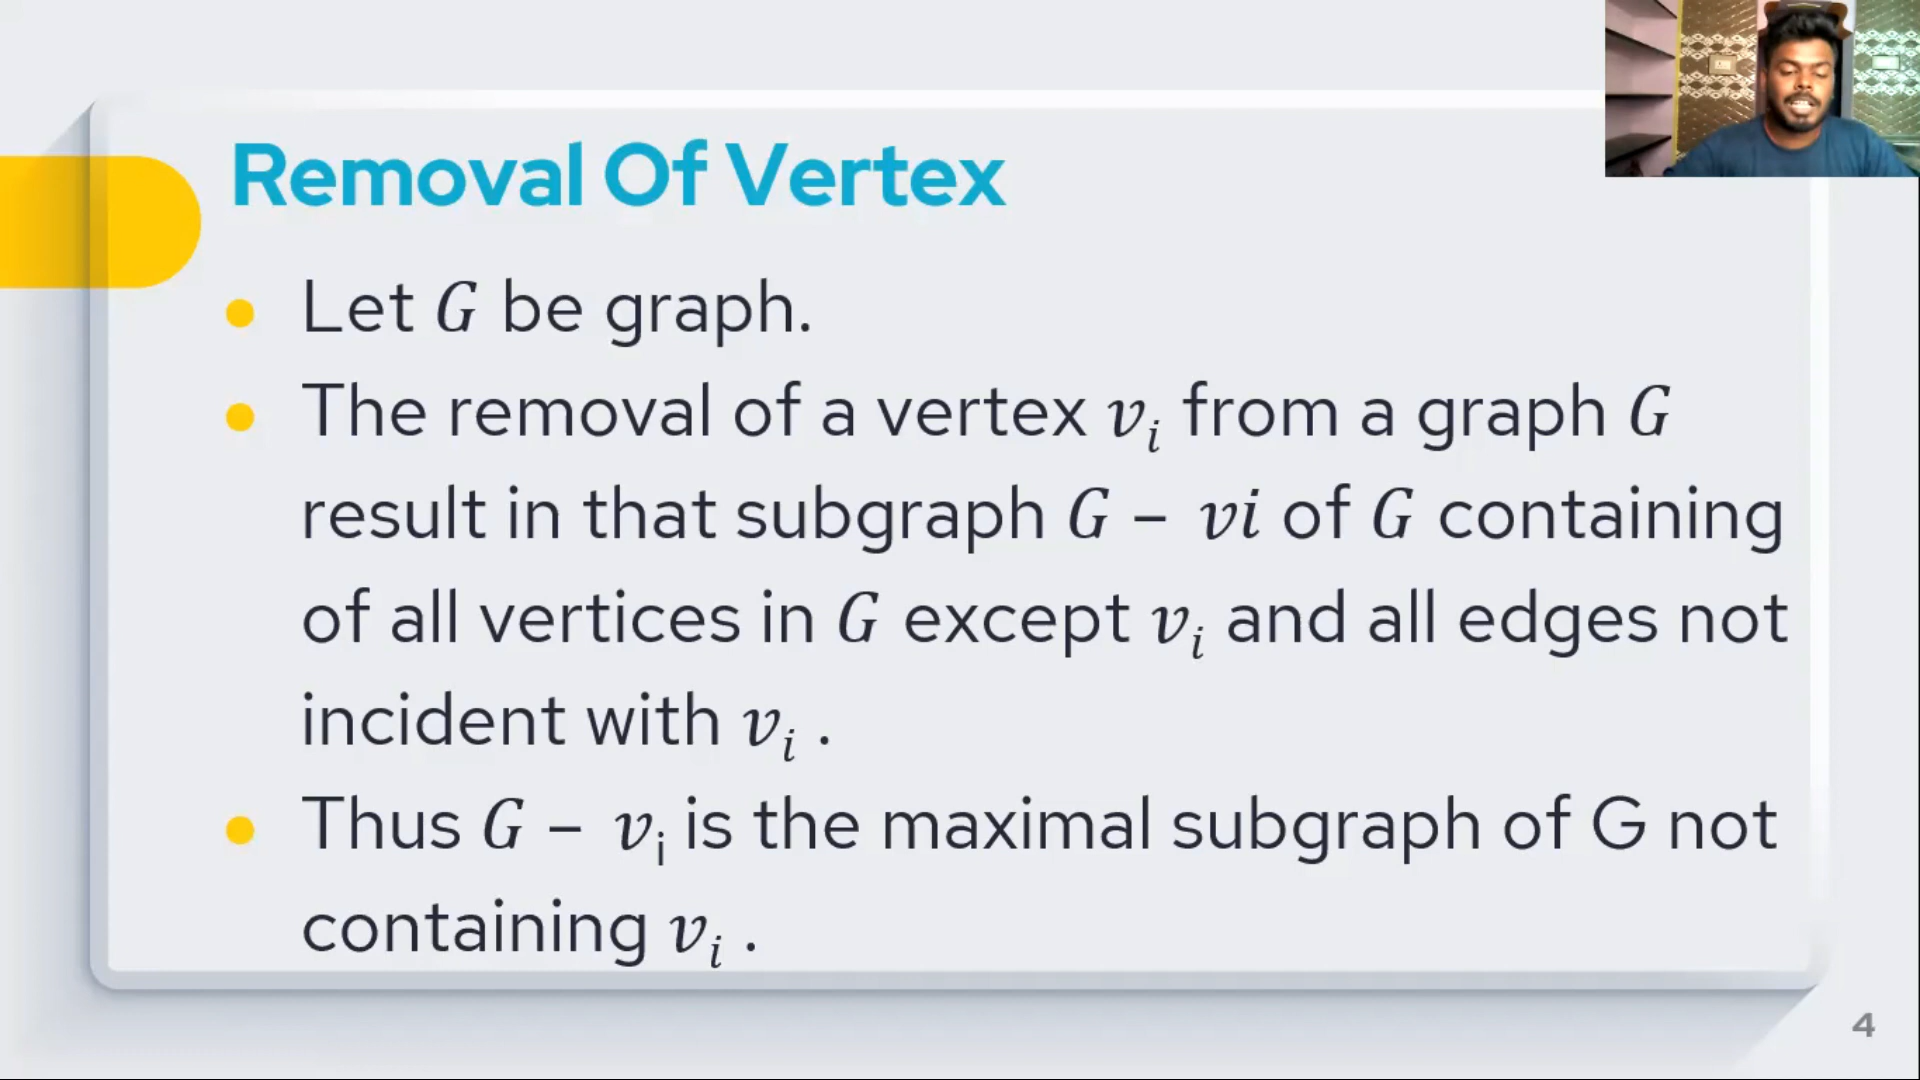 Removal Of Vertex
Let G be graph.
The removal of a vertex vᵢ from a graph G
result in that subgraph G – vi of G containing
of all vertices in G except vᵢ and all edges not
incident with vᵢ .
Thus G – vᵢ is the maximal subgraph of G not
containing vᵢ .
4